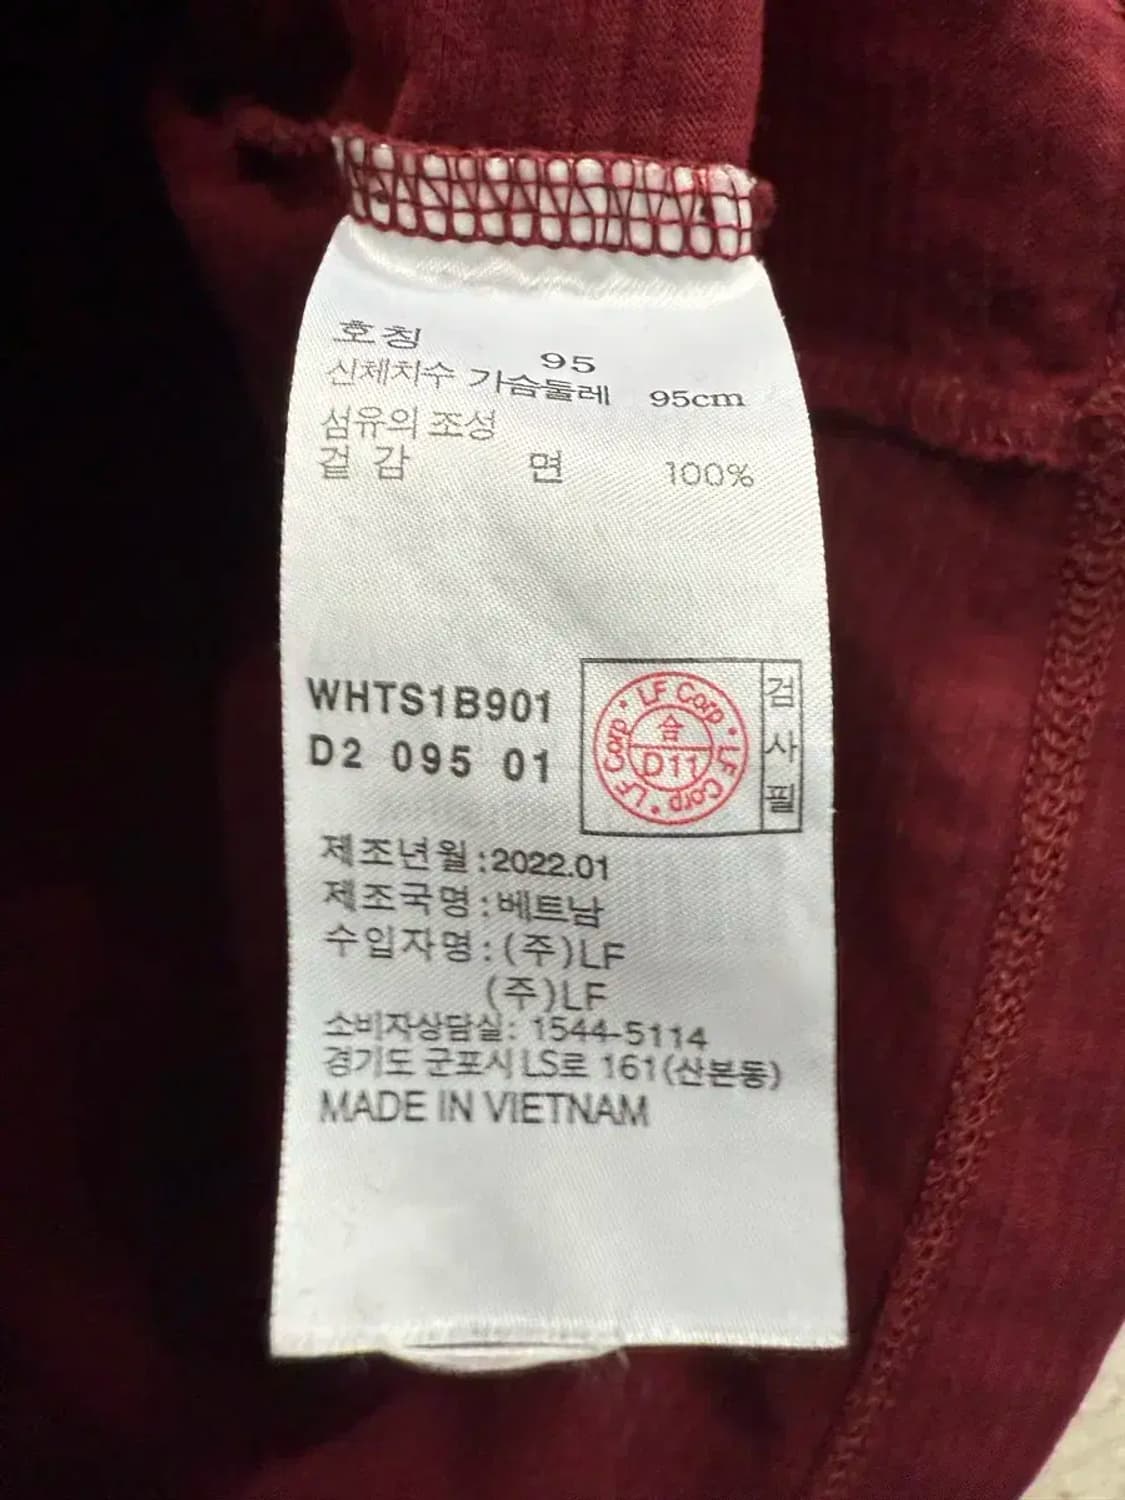 호칭 95
신체치수 가슴둘레 95cm
섬유의 조성
겉감 면 100%
WHTS1B901
D2 095 01
LF Corp · LF Corp · LF Corp ·
合
D11
검사필
제조년월:2022.01
제조국명:베트남
수입자명:(주)LF
(주)LF
소비자상담실: 1544-5114
경기도 군포시 LS로 161(산본동)
MADE IN VIETNAM